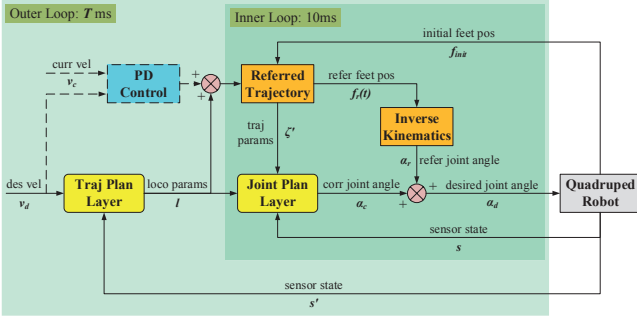 Outer Loop: T ms
Inner Loop: 10ms
initial feet pos
f_init
curr vel
v_c
PD
Control
+
+
Referred
Trajectory
refer feet pos
f_r(t)
Inverse
Kinematics
traj
params
ζ'
α_r refer joint angle
des vel
v_d
Traj Plan
Layer
loco params
l
Joint Plan
Layer
corr joint angle
α_c
+
+
desired joint angle
α_d
Quadruped
Robot
sensor state
s
sensor state
s'